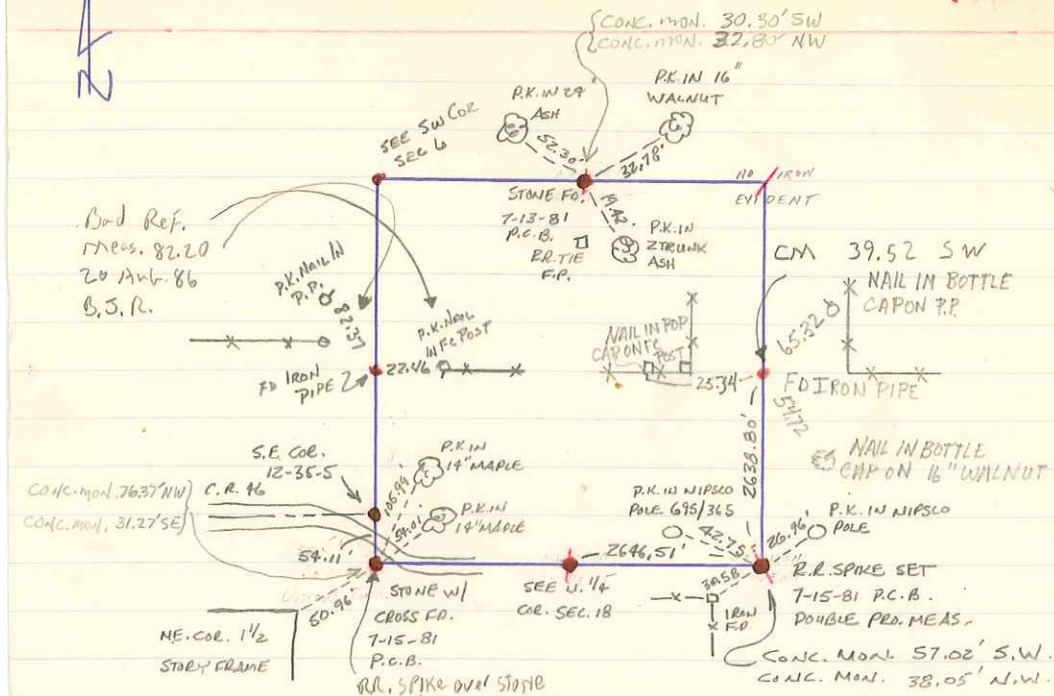 N
CONC. MON. 30.30' SW
CONC. MON. 32.80' NW
P.K. IN 29
ASH
P.K. IN 16"
WALNUT
SEE SW COR
SEC 6
52.30'
32.78'
STONE FD.
7-13-81
P.C.B.
R.R. TIE
F.P.
19.42
P.K. IN
2 TRUNK
ASH
NO IRON
EVIDENT
Bad Ref.
Meas. 82.20
20 Aug. 86
B.J.R.
P.K. NAIL IN
P.P.
82.37
P.K. NAIL
IN FC POST
CM 39.52 SW
NAIL IN BOTTLE
CAP ON P.P.
65.32
FD IRON
PIPE
22.46
NAIL IN POP
CAP ON FC POST
25.34
FD IRON PIPE
54.72
2638.80'
NAIL IN BOTTLE
CAP ON 16" WALNUT
S.E. COR.
12-35-5
P.K. IN
14" MAPLE
105.99'
CONC. MON. 76.37' NW
CONC. MON. 31.27' SE
C.R. 46
54.01'
P.K. IN
14" MAPLE
P.K. IN NIPSCO
POLE 695/365
42.75
26.96'
P.K. IN NIPSCO
POLE
54.11'
50.96'
STONE W/
CROSS FD.
7-15-81
P.C.B.
RR. SPIKE over STONE
2646.51'
SEE N. 1/4
COR. SEC. 18
39.58
IRON
F.P.
R.R. SPIKE SET
7-15-81 P.C.B.
DOUBLE PRO. MEAS.
N.E. COR. 1 1/2
STORY FRAME
CONC. MON. 57.02' S.W.
CONC. MON. 38.05' N.W.